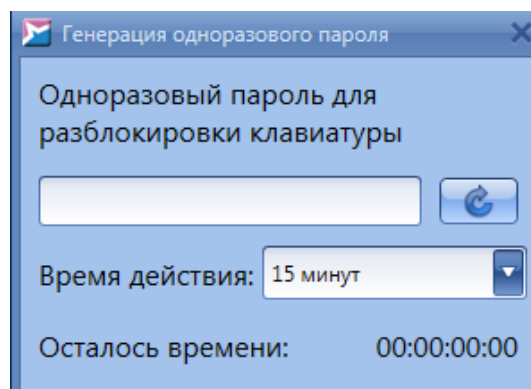 Генерация одноразового пароля
Одноразовый пароль для
разблокировки клавиатуры
Время действия: 15 минут
Осталось времени: 00:00:00:00